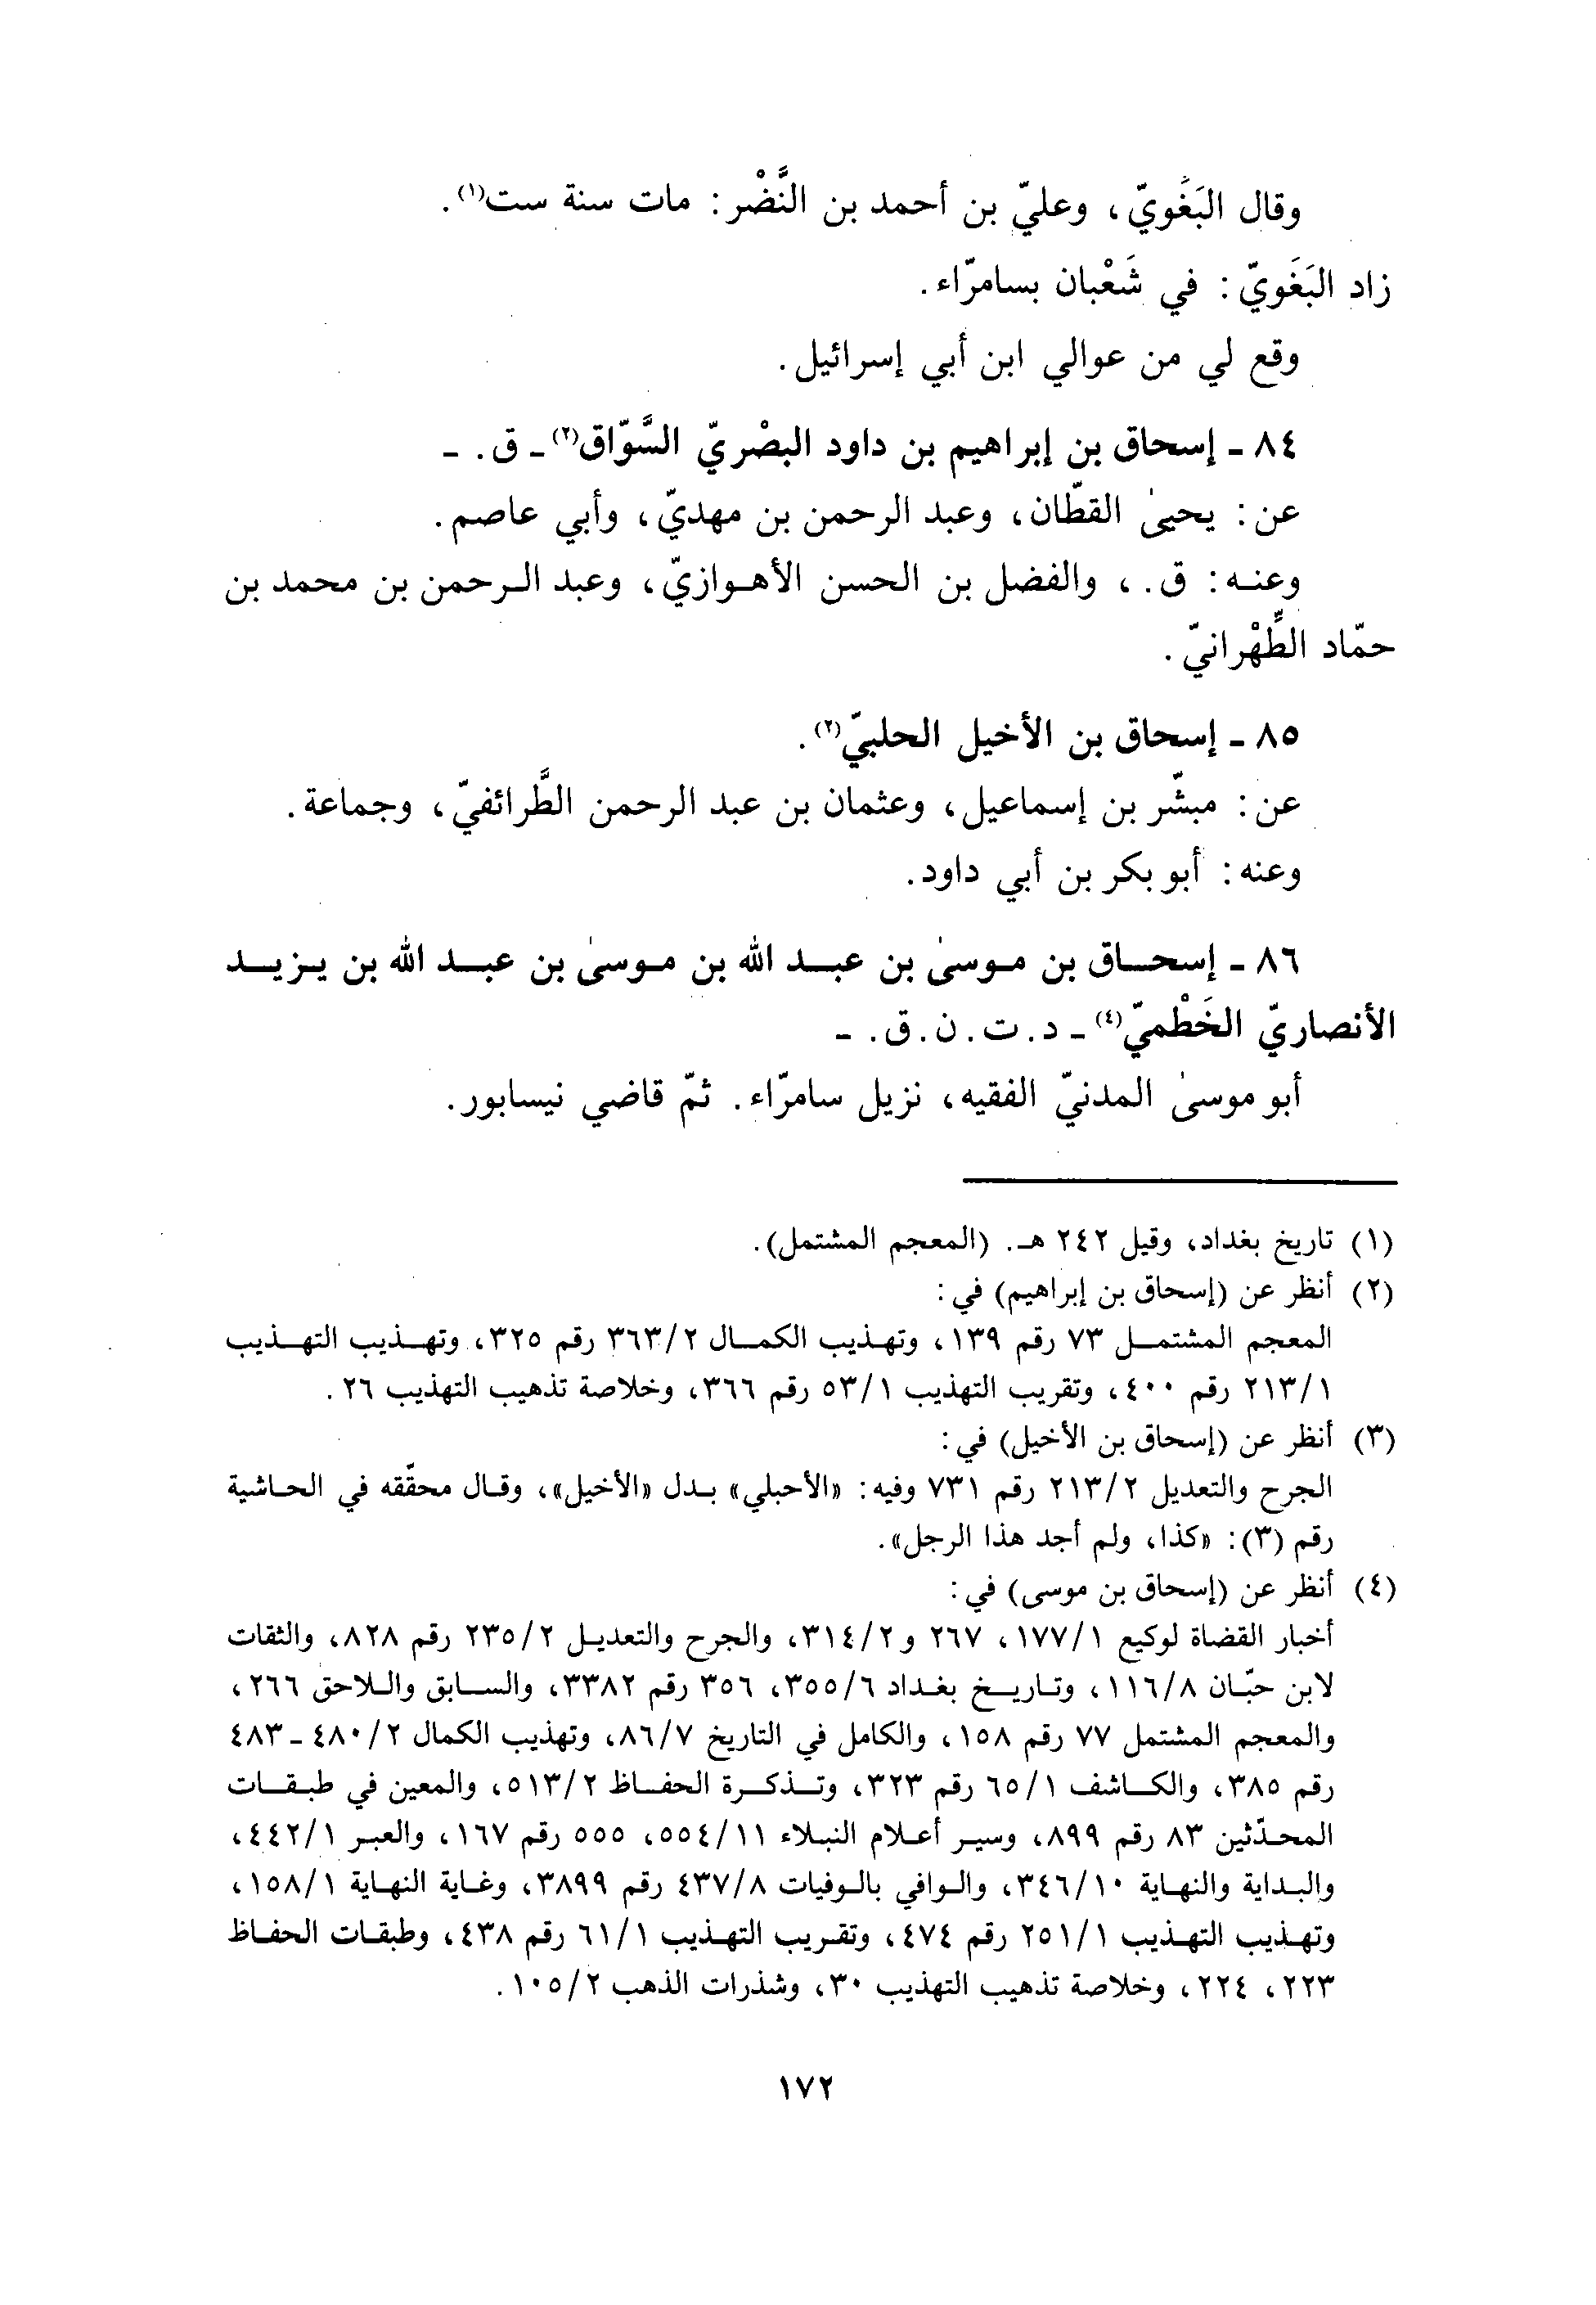 وقال البَغَويّ، وعليّ بن أحمد بن النَّضْر: مات سنة ست(١).
زاد البَغَويّ: في شَعْبان بسامرّاء.
وقع لي من عوالي ابن أبي إسرائيل.
٨٤ ـ إسحاق بن إبراهيم بن داود البصْريّ السَّوّاق(٢) ـ ق. ـ
عن: يحيىٰ القطّان، وعبد الرحمن بن مهديّ، وأبي عاصم.
وعنه: ق.، والفضل بن الحسن الأهوازيّ، وعبد الرحمن بن محمد بن
حمّاد الطِّهْرانيّ.
٨٥ ـ إسحاق بن الأخيل الحلبيّ(٣).
عن: مبشّر بن إسماعيل، وعثمان بن عبد الرحمن الطَّرائفيّ، وجماعة.
وعنه: أبو بكر بن أبي داود.
٨٦ ـ إسحاق بن موسىٰ بن عبد الله بن موسىٰ بن عبد الله بن يزيد
الأنصاريّ الخَطْميّ(٤) ـ د. ت. ن. ق. ـ
أبو موسىٰ المدنيّ الفقيه، نزيل سامرّاء. ثمّ قاضي نيسابور.
(١) تاريخ بغداد، وقيل ٢٤٢ هـ. (المعجم المشتمل).
(٢) أنظر عن (إسحاق بن إبراهيم) في:
المعجم المشتمل ٧٣ رقم ١٣٩، وتهذيب الكمال ٣٦٣/٢ رقم ٣٢٥، وتهذيب التهذيب
٢١٣/١ رقم ٤٠٠، وتقريب التهذيب ٥٣/١ رقم ٣٦٦، وخلاصة تذهيب التهذيب ٢٦.
(٣) أنظر عن (إسحاق بن الأخيل) في:
الجرح والتعديل ٢١٣/٢ رقم ٧٣١ وفيه: «الأحبلي» بدل «الأخيل»، وقال محقّقه في الحاشية
رقم (٣): «كذا، ولم أجد هذا الرجل».
(٤) أنظر عن (إسحاق بن موسى) في:
أخبار القضاة لوكيع ١٧٧/١، ٢٦٧ و٣١٤/٢، والجرح والتعديل ٢٣٥/٢ رقم ٨٢٨، والثقات
لابن حبّان ١١٦/٨، وتاريخ بغداد ٣٥٥/٦، ٣٥٦ رقم ٣٣٨٢، والسابق واللاحق ٢٦٦،
والمعجم المشتمل ٧٧ رقم ١٥٨، والكامل في التاريخ ٨٦/٧، وتهذيب الكمال ٤٨٠/٢ ـ ٤٨٣
رقم ٣٨٥، والكاشف ٦٥/١ رقم ٣٢٣، وتذكرة الحفاظ ٥١٣/٢، والمعين في طبقات
المحدّثين ٨٣ رقم ٨٩٩، وسير أعلام النبلاء ٥٥٤/١١، ٥٥٥ رقم ١٦٧، والعبر ٤٤٢/١،
والبداية والنهاية ٣٤٦/١٠، والوافي بالوفيات ٤٣٧/٨ رقم ٣٨٩٩، وغاية النهاية ١٥٨/١،
وتهذيب التهذيب ٢٥١/١ رقم ٤٧٤، وتقريب التهذيب ٦١/١ رقم ٤٣٨، وطبقات الحفاظ
٢٢٣، ٢٢٤، وخلاصة تذهيب التهذيب ٣٠، وشذرات الذهب ١٠٥/٢.
١٧٢